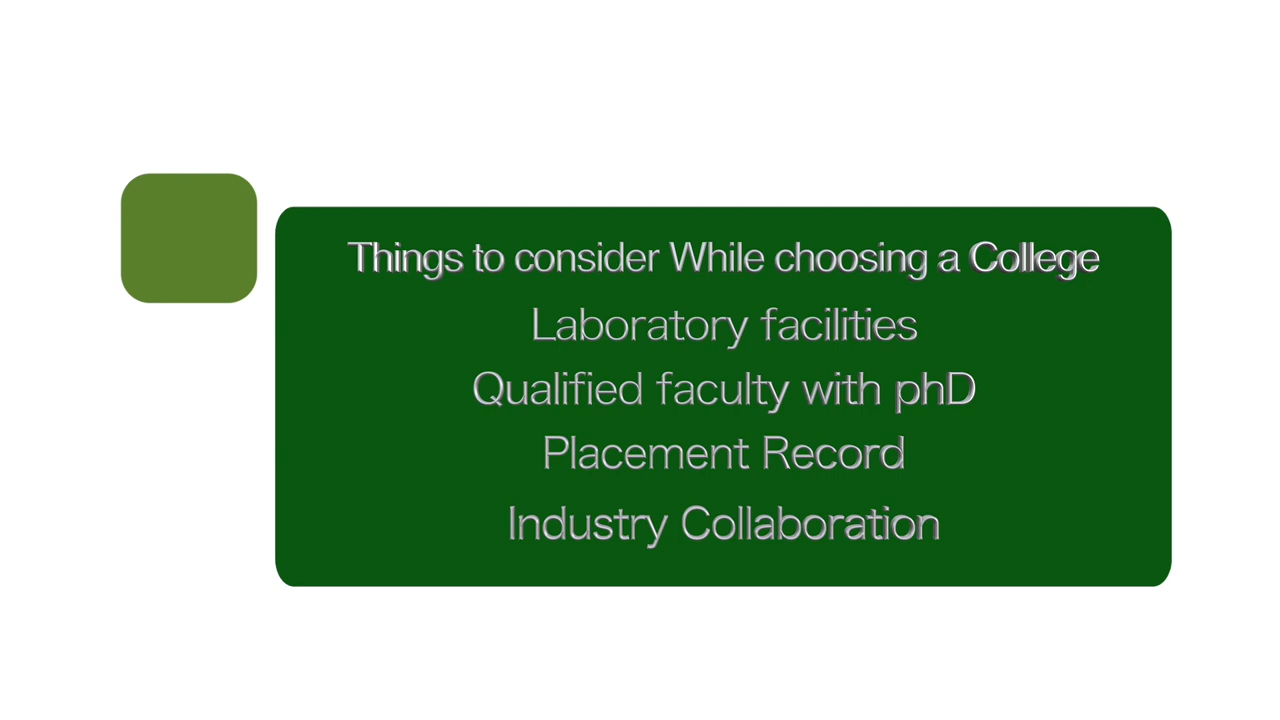 Things to consider While choosing a College
Laboratory facilities
Qualified faculty with phD
Placement Record
Industry Collaboration